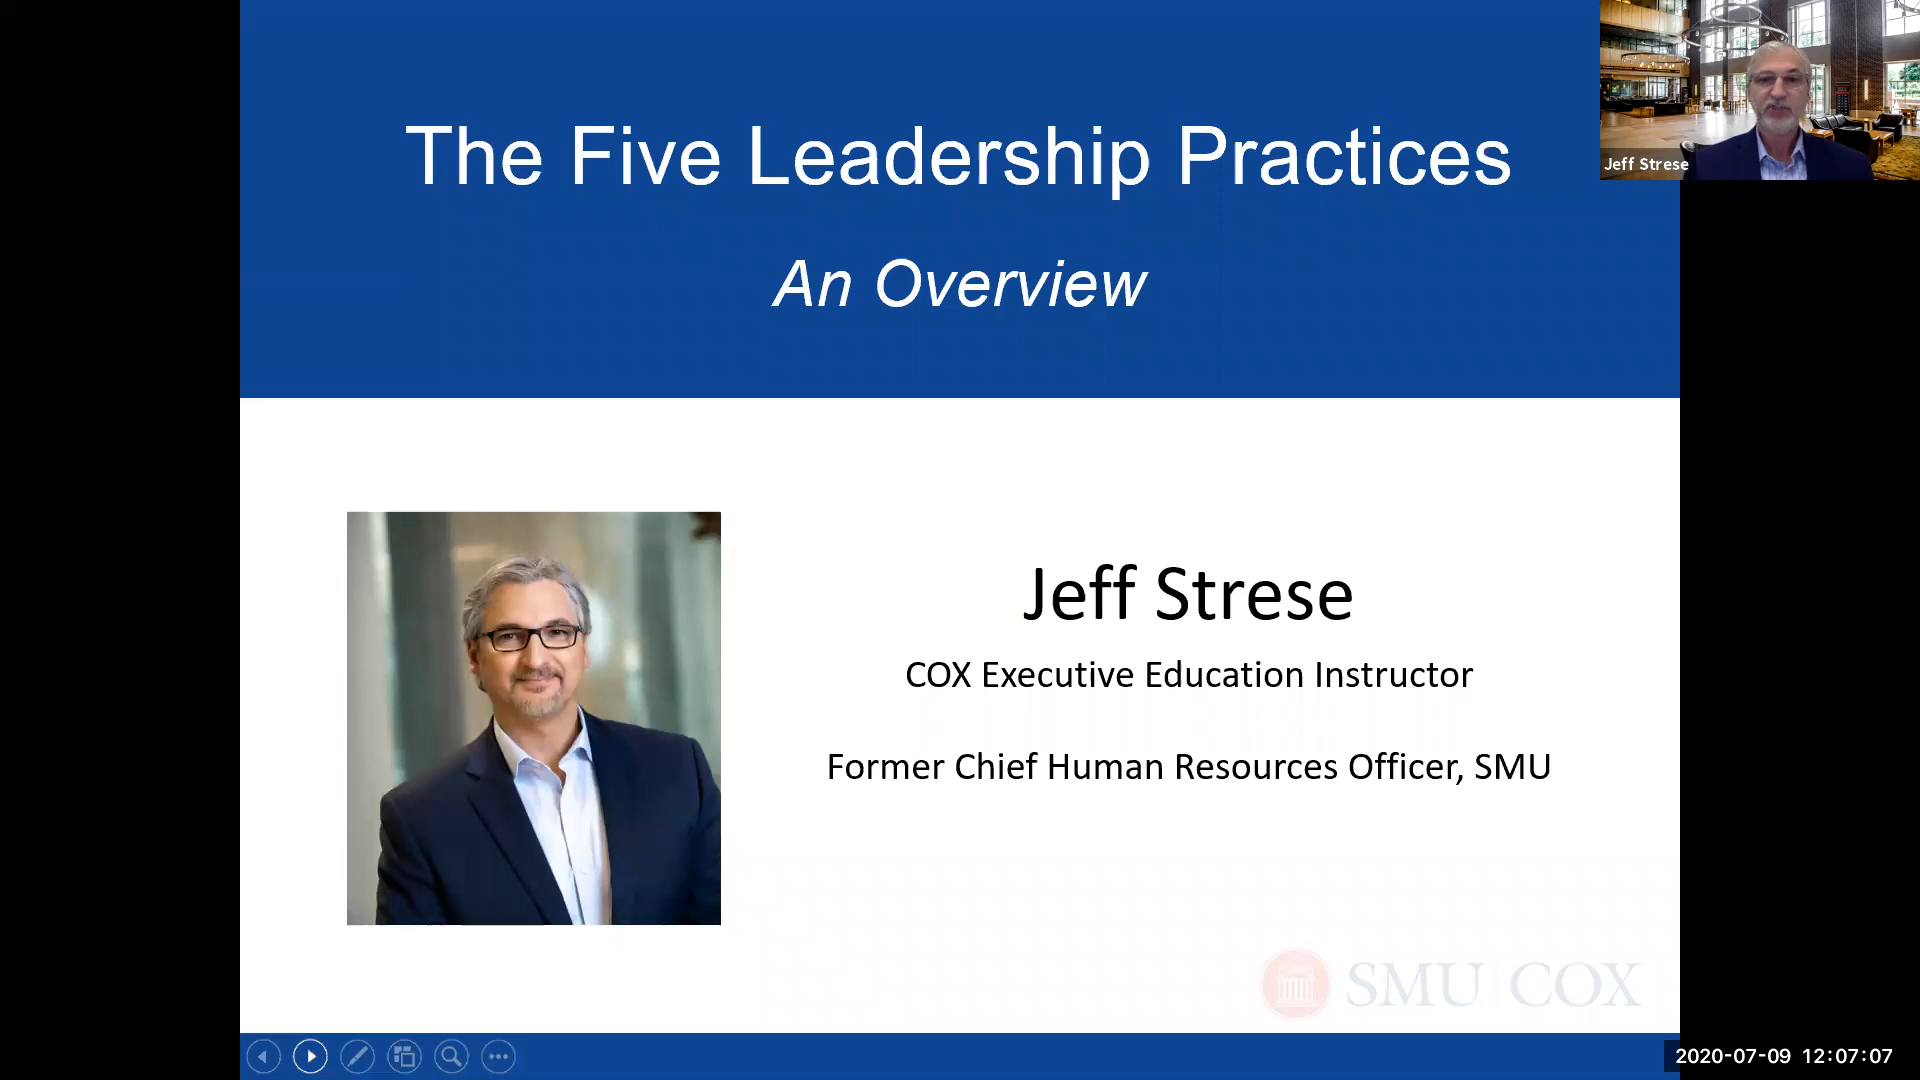 The Five Leadership Practices
An Overview
Jeff Strese
Jeff Strese
COX Executive Education Instructor
Former Chief Human Resources Officer, SMU
SMU COX
2020-07-09 12:07:07